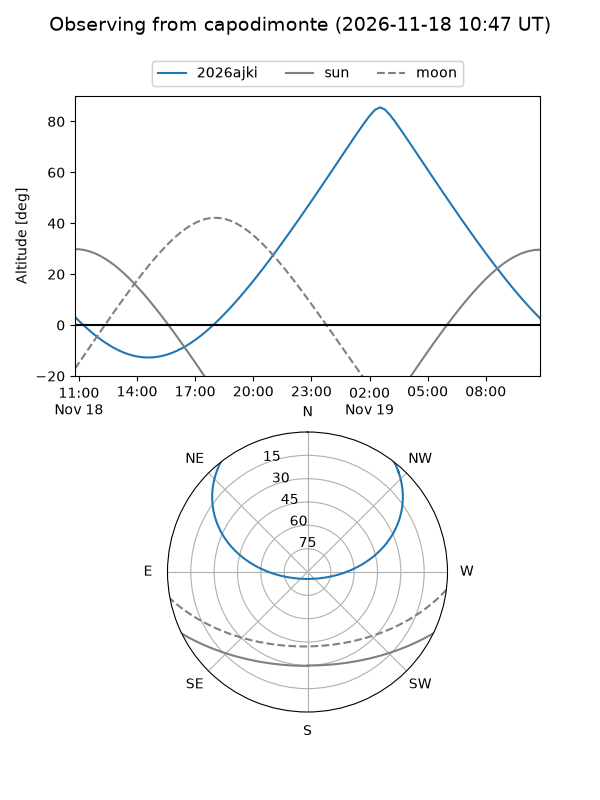 Observing from capodimonte (2026-11-18 10:47 UT)
2026ajki sun moon
Altitude [deg]
80
60
40
20
0
−20
11:00 14:00 17:00 20:00 23:00 02:00 05:00 08:00
Nov 18 Nov 19
N
NE NW
15
30
45
60
75
E W
SE SW
S